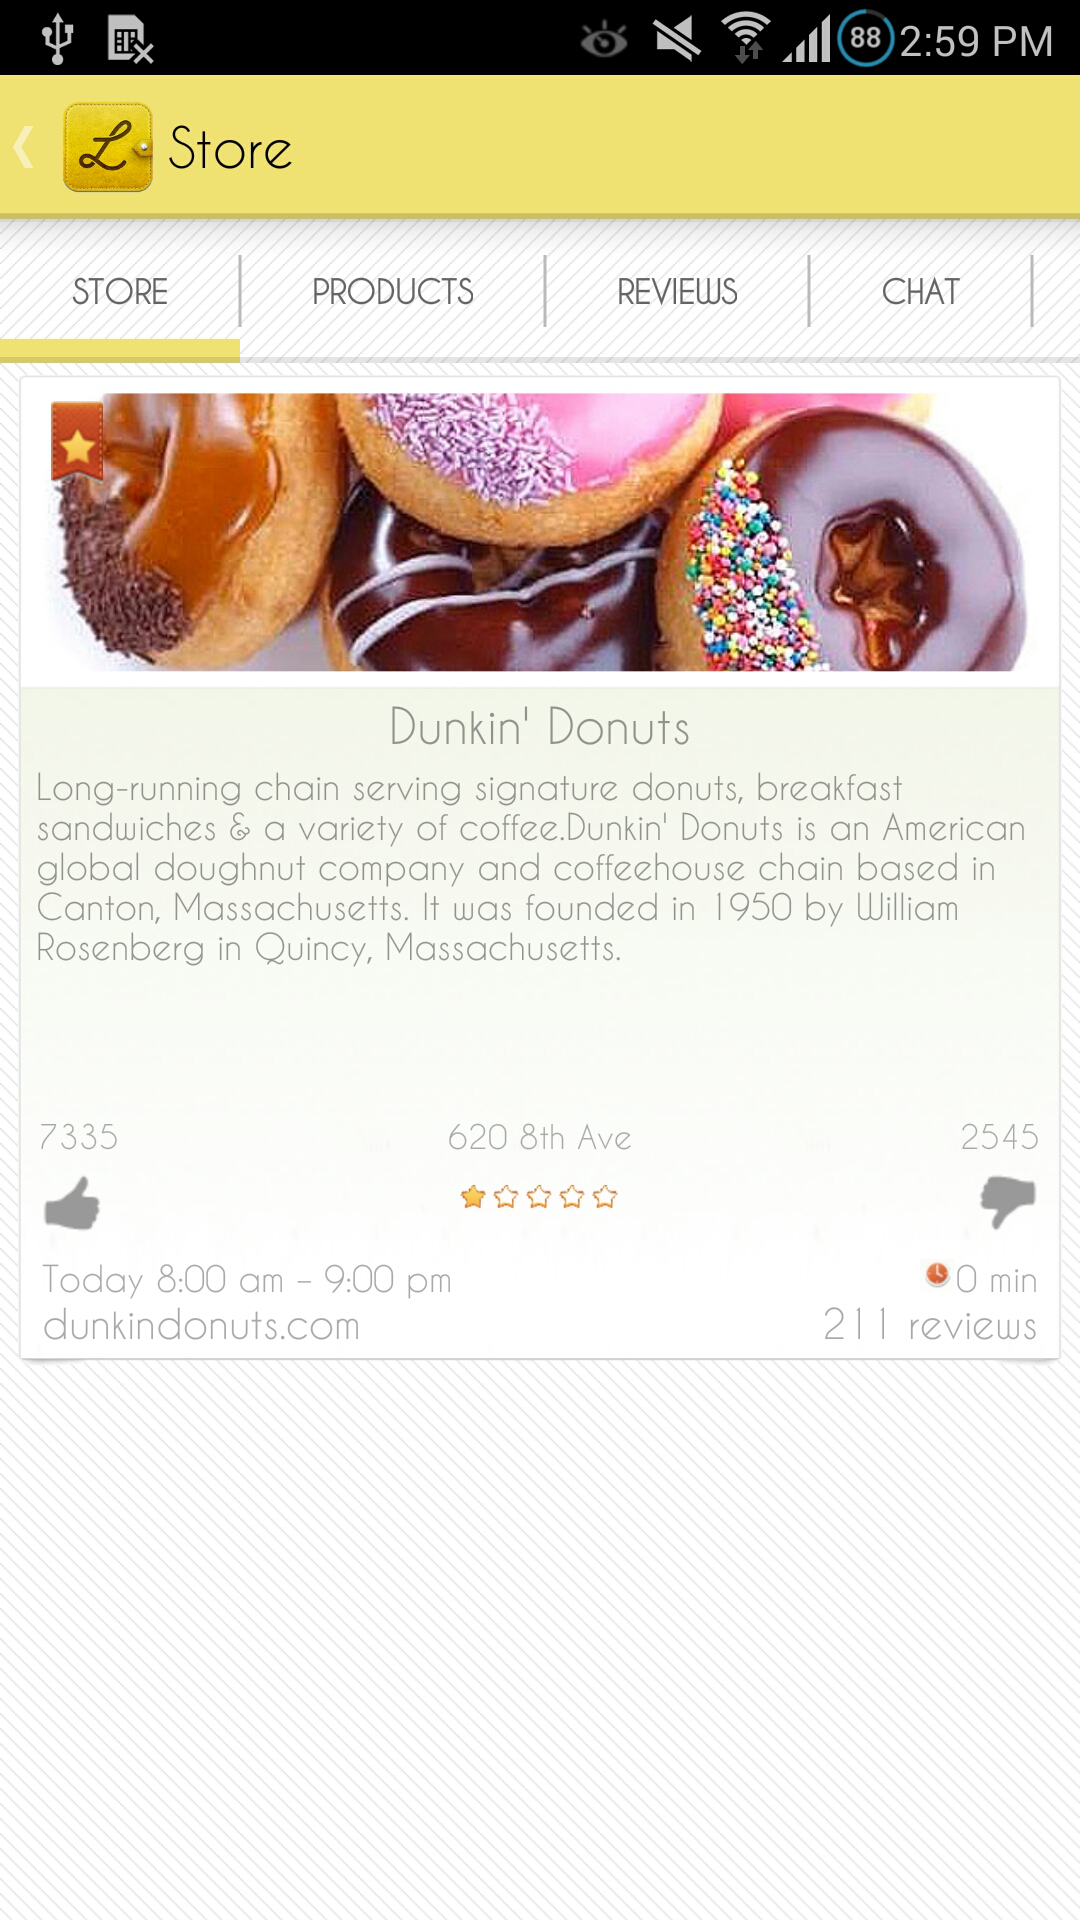 88 2:59 PM
L Store
STORE PRODUCTS REVIEWS CHAT
Dunkin' Donuts
Long-running chain serving signature donuts, breakfast
sandwiches & a variety of coffee.Dunkin' Donuts is an American
global doughnut company and coffeehouse chain based in
Canton, Massachusetts. It was founded in 1950 by William
Rosenberg in Quincy, Massachusetts.
7335 620 8th Ave 2545
Today 8:00 am - 9:00 pm 0 min
dunkindonuts.com 211 reviews